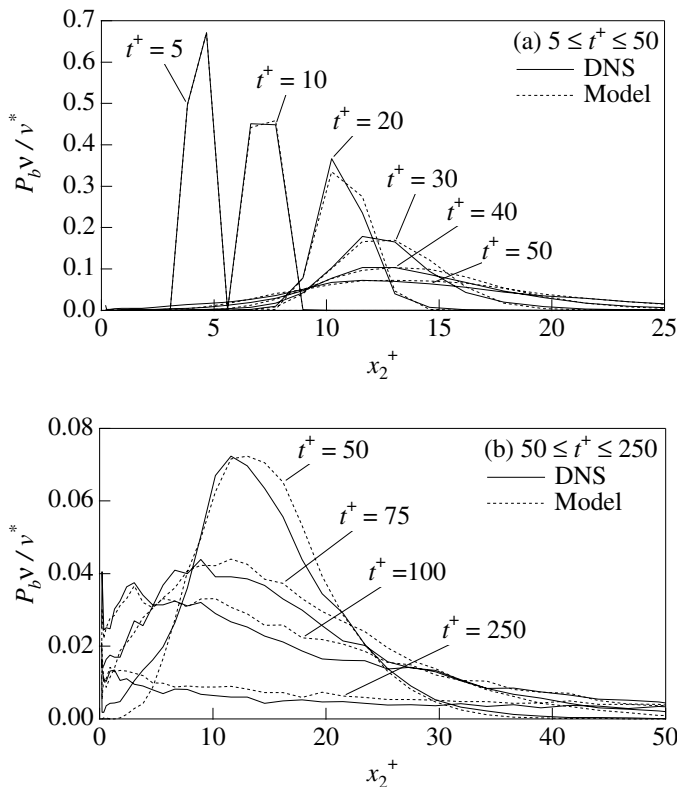 0.7
0.6
0.5
0.4
0.3
0.2
0.1
0.0
P_b ν / v^*
t^+ = 5
t^+ = 10
t^+ = 20
t^+ = 30
t^+ = 40
t^+ = 50
(a) 5 ≤ t^+ ≤ 50
DNS
Model
0 5 10 15 20 25
x_2^+
0.08
0.06
0.04
0.02
0.00
P_b ν / v^*
t^+ = 50
t^+ = 75
t^+ =100
t^+ = 250
(b) 50 ≤ t^+ ≤ 250
DNS
Model
0 10 20 30 40 50
x_2^+